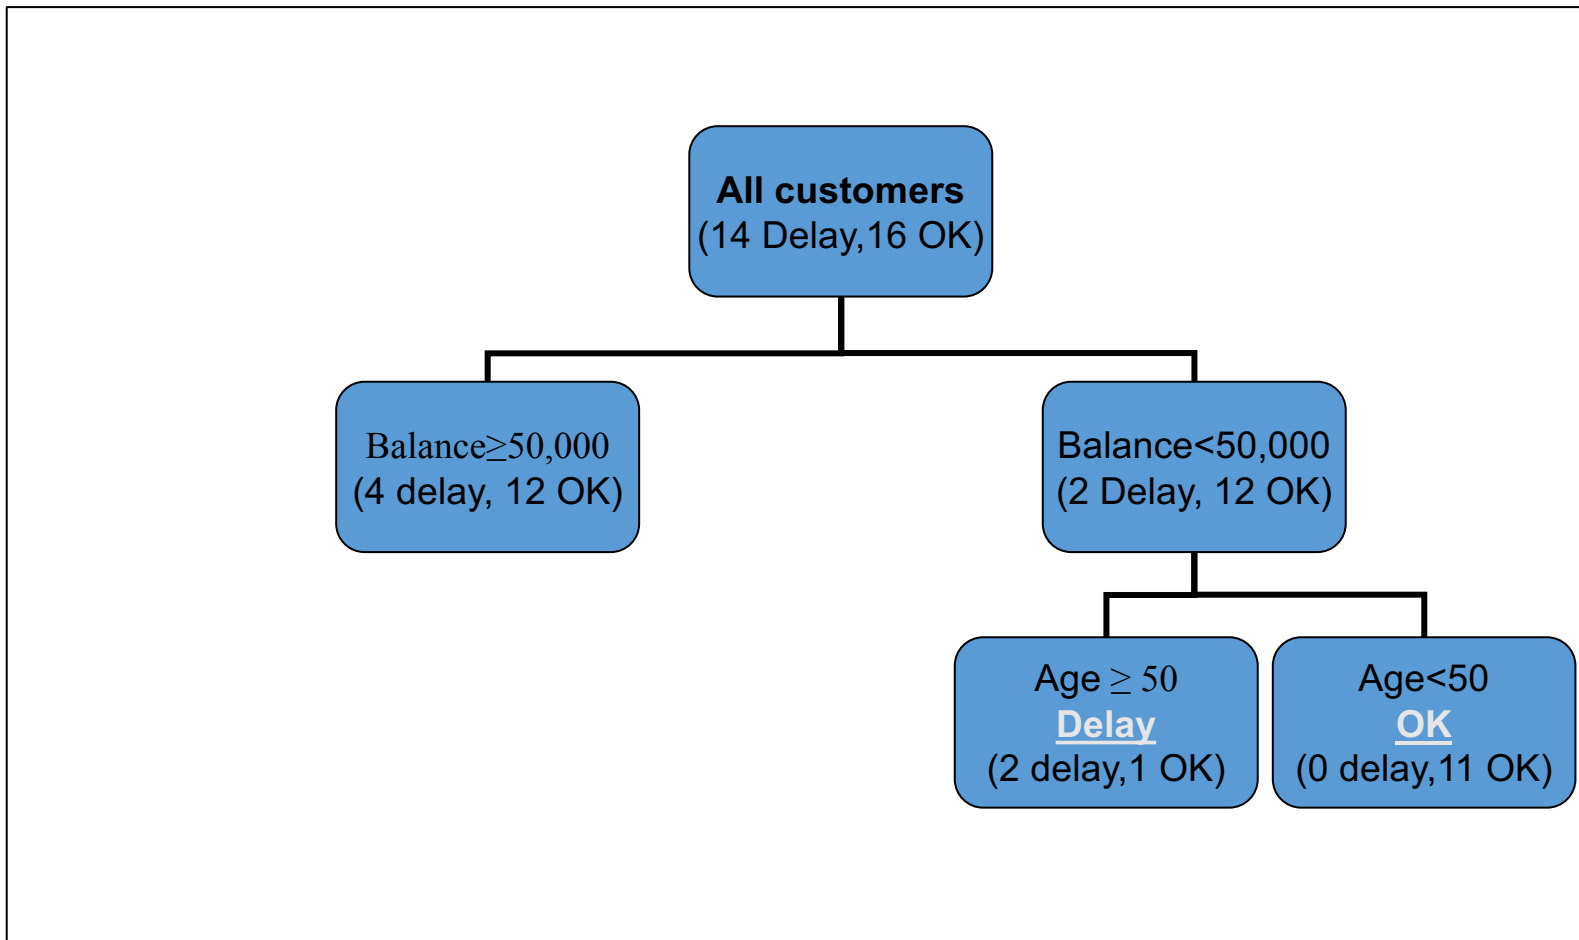 All customers
(14 Delay,16 OK)
Balance≥50,000
(4 delay, 12 OK)
Balance<50,000
(2 Delay, 12 OK)
Age ≥ 50
Delay
(2 delay,1 OK)
Age<50
OK
(0 delay,11 OK)